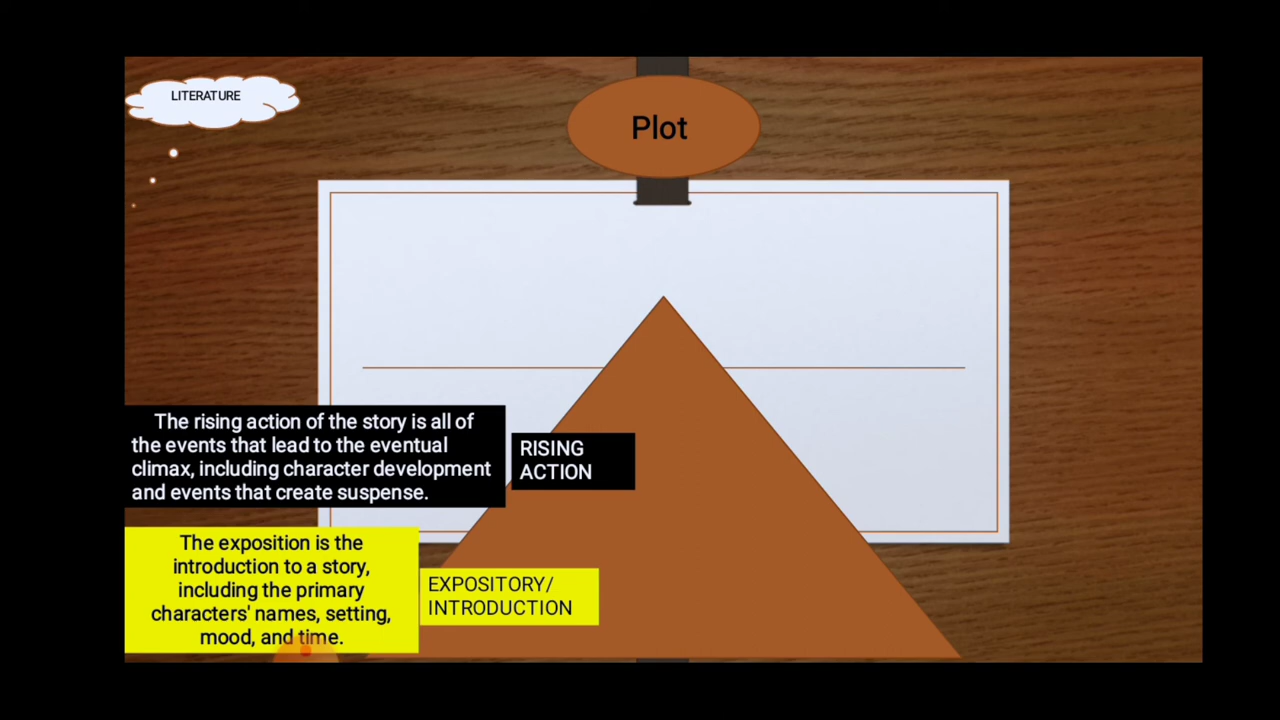 LITERATURE
Plot
The rising action of the story is all of
the events that lead to the eventual
climax, including character development
and events that create suspense.
RISING
ACTION
The exposition is the
introduction to a story,
including the primary
characters' names, setting,
mood, and time.
EXPOSITORY/
INTRODUCTION